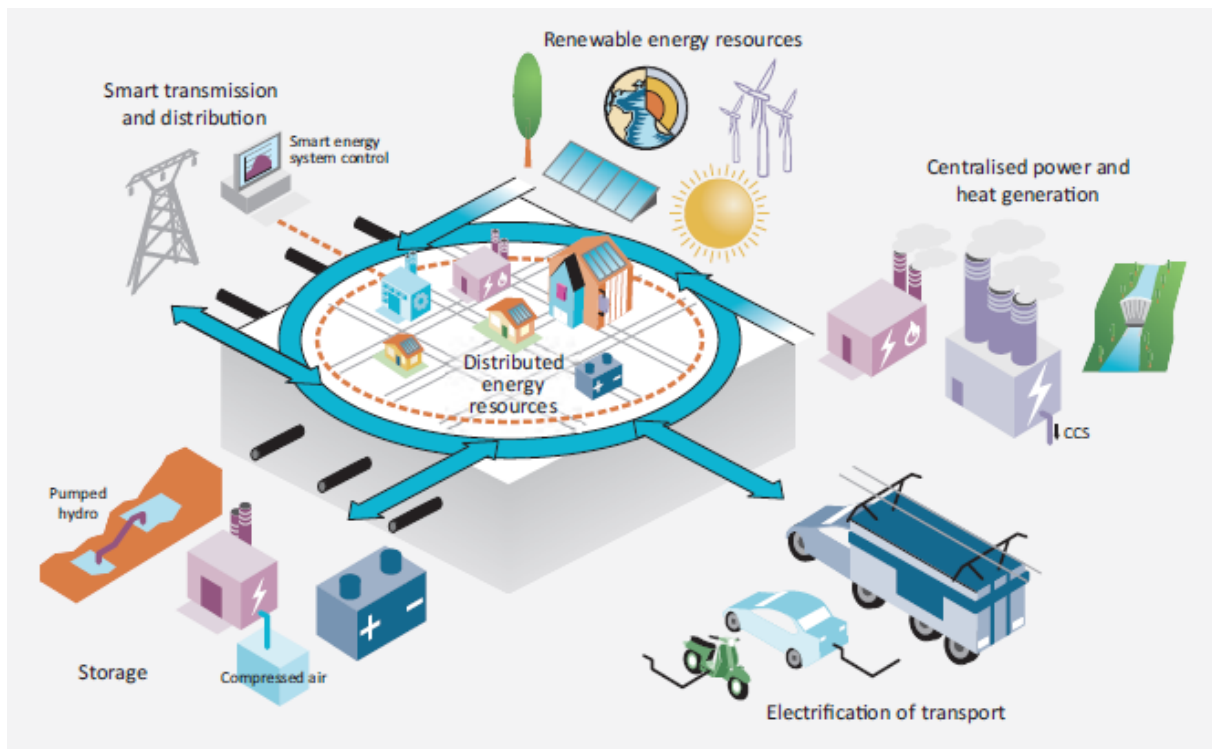 Renewable energy resources
Smart transmission
and distribution
Smart energy
system control
Centralised power and
heat generation
Distributed
energy
resources
CCS
Pumped
hydro
Storage
Compressed air
Electrification of transport